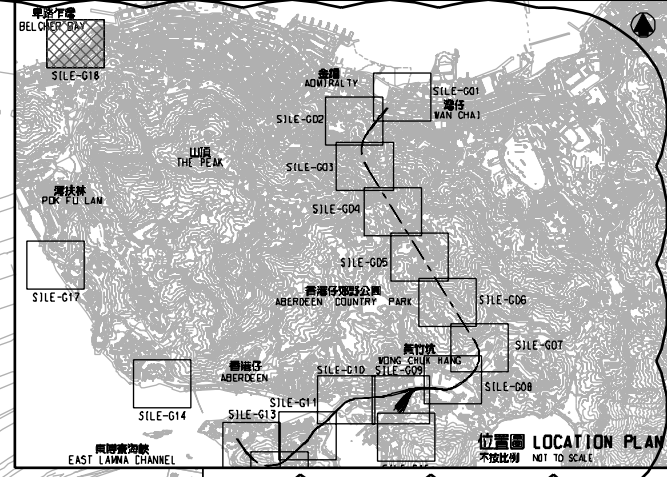 BELCHER BAY
SILE-G18
金鐘
ADMIRALTY
SILE-G01
灣仔
WAN CHAI
SILE-G02
山頂
THE PEAK
SILE-G03
薄扶林
POK FU LAM
SILE-G04
SILE-G05
SILE-G17
香港仔郊野公園
ABERDEEN COUNTRY PARK
SILE-G06
黃竹坑
WONG CHUK HANG
SILE-G07
香港仔
ABERDEEN
SILE-G10
SILE-G09
SILE-G08
SILE-G11
SILE-G14
SILE-G13
東博寮海峽
EAST LAMMA CHANNEL
位置圖 LOCATION PLAN
不按比例 NOT TO SCALE